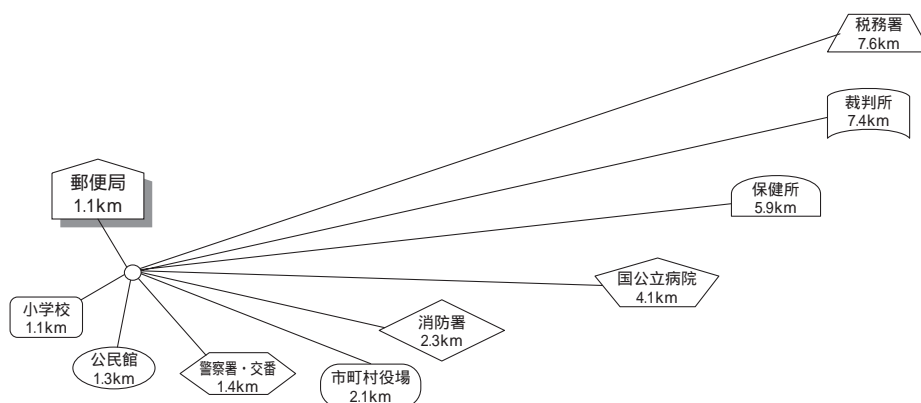 税務署
7.6km
裁判所
7.4km
郵便局
1.1km
保健所
5.9km
国公立病院
4.1km
小学校
1.1km
消防署
2.3km
公民館
1.3km
警察署・交番
1.4km
市町村役場
2.1km